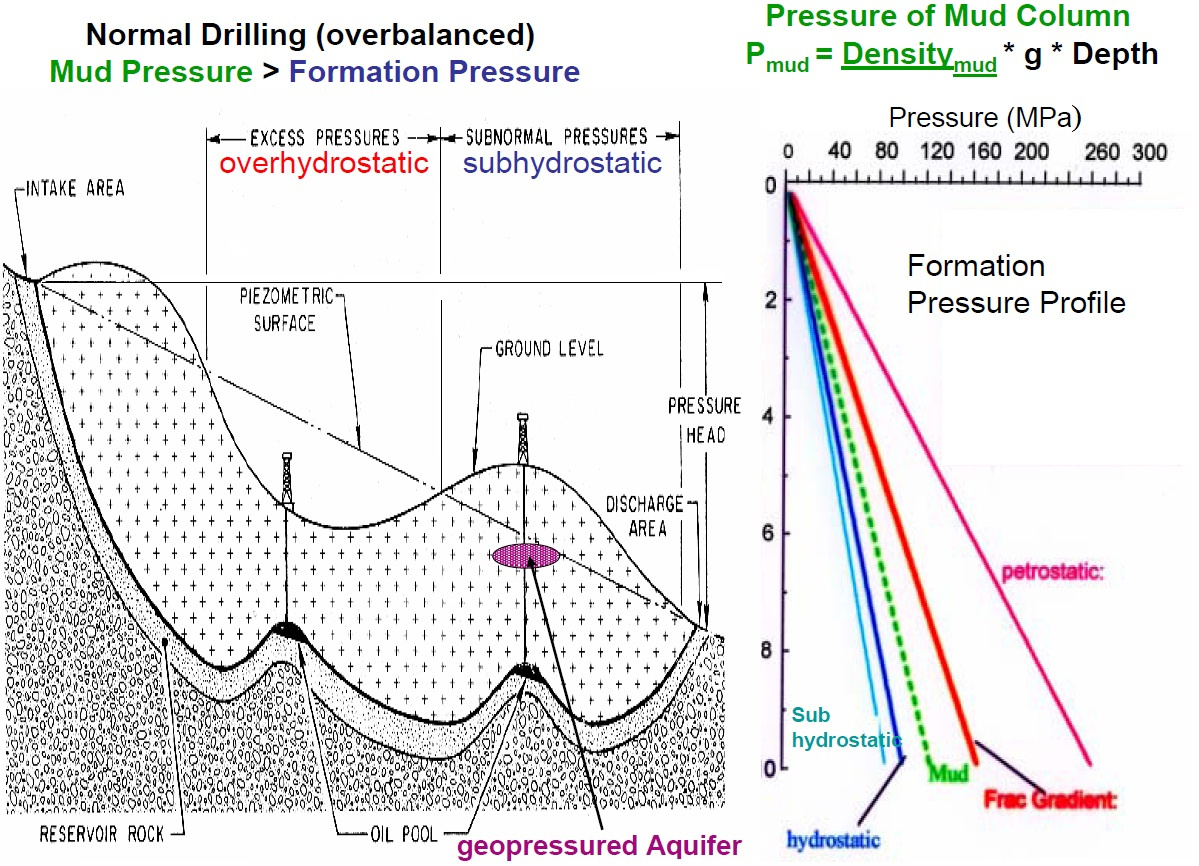 Normal Drilling (overbalanced)
Mud Pressure > Formation Pressure
EXCESS PRESSURES
SUBNORMAL PRESSURES
overhydrostatic
subhydrostatic
INTAKE AREA
PIEZOMETRIC
SURFACE
GROUND LEVEL
PRESSURE
HEAD
DISCHARGE
AREA
RESERVOIR ROCK
OIL POOL
geopressured Aquifer
Pressure of Mud Column
Pmud = Densitymud * g * Depth
Pressure (MPa)
0 40 80 120 160 200 260 300
0
Formation
Pressure Profile
2
4
6
petrostatic:
8
Sub
hydrostatic
0
Mud
Frac Gradient:
hydrostatic